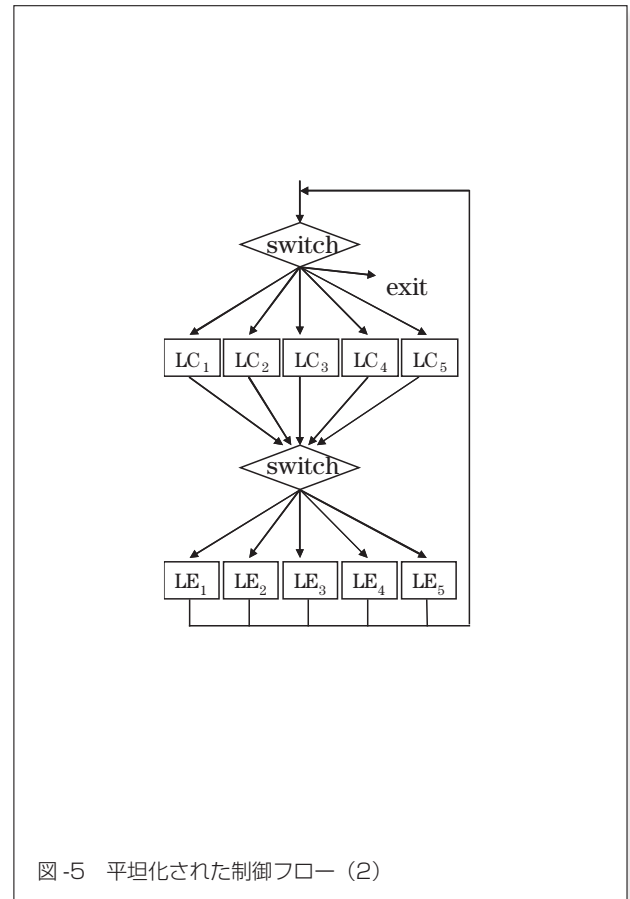 switch
exit
LC₁ LC₂ LC₃ LC₄ LC₅
switch
LE₁ LE₂ LE₃ LE₄ LE₅
図-5 平坦化された制御フロー（2）